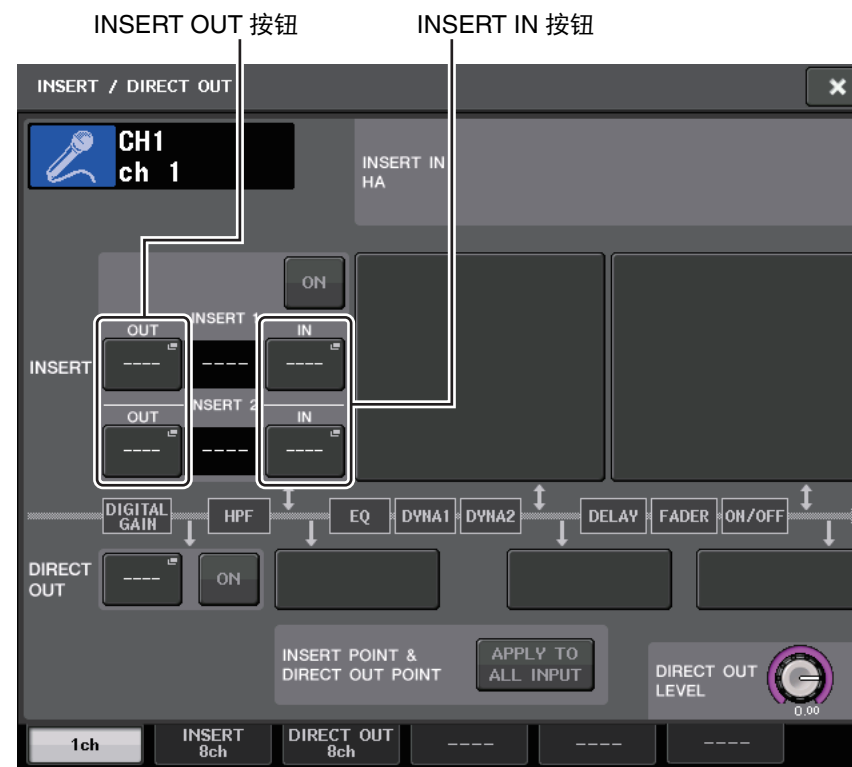 INSERT OUT 按钮
INSERT IN 按钮
INSERT / DIRECT OUT
CH1
ch 1
INSERT IN
HA
ON
INSERT 1
OUT
IN
INSERT
----
----
----
NSERT 2
OUT
IN
----
----
----
DIGITAL
GAIN
HPF
EQ
DYNA1
DYNA2
DELAY
FADER
ON/OFF
DIRECT
OUT
----
ON
INSERT POINT &
DIRECT OUT POINT
APPLY TO
ALL INPUT
DIRECT OUT
LEVEL
0.00
1ch
INSERT
8ch
DIRECT OUT
8ch
----
----
----